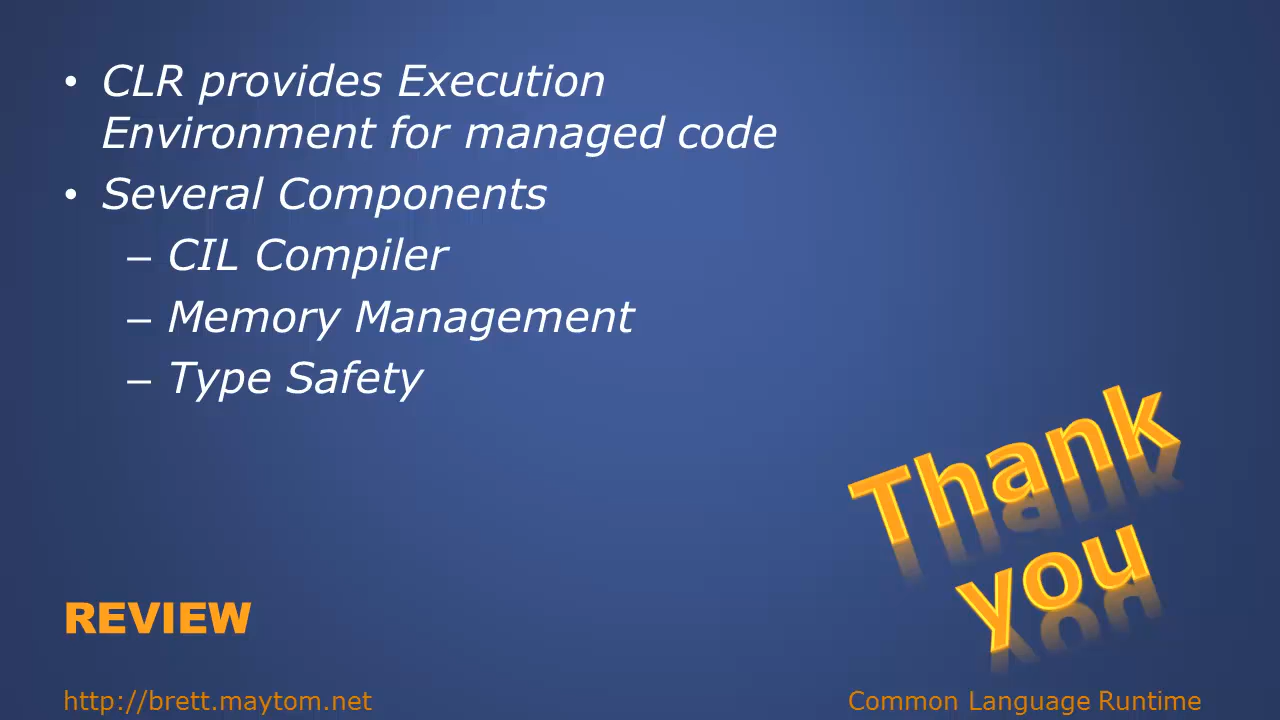 • CLR provides Execution
Environment for managed code
• Several Components
– CIL Compiler
– Memory Management
– Type Safety
Thank
you
REVIEW
http://brett.maytom.net
Common Language Runtime